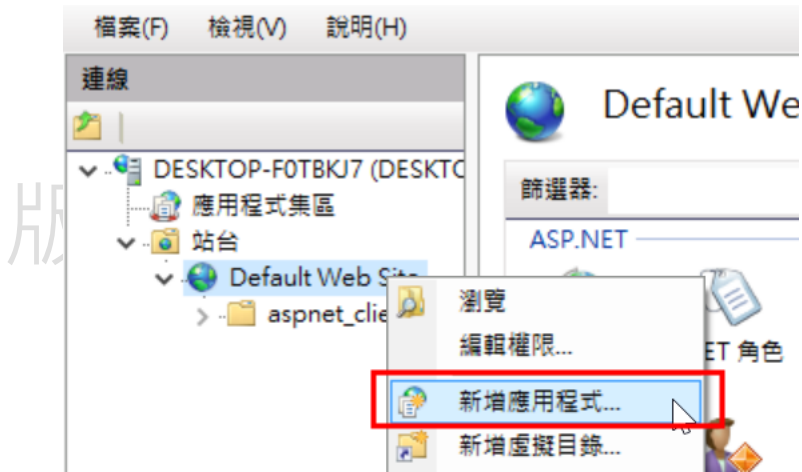 檔案(F) 檢視(V) 說明(H)
連線
DESKTOP-F0TBKJ7 (DESKTO
應用程式集區
站台
Default Web Site
aspnet_clie
Default We
篩選器:
ASP.NET
ET 角色
瀏覽
編輯權限...
新增應用程式...
新增虛擬目錄...
版